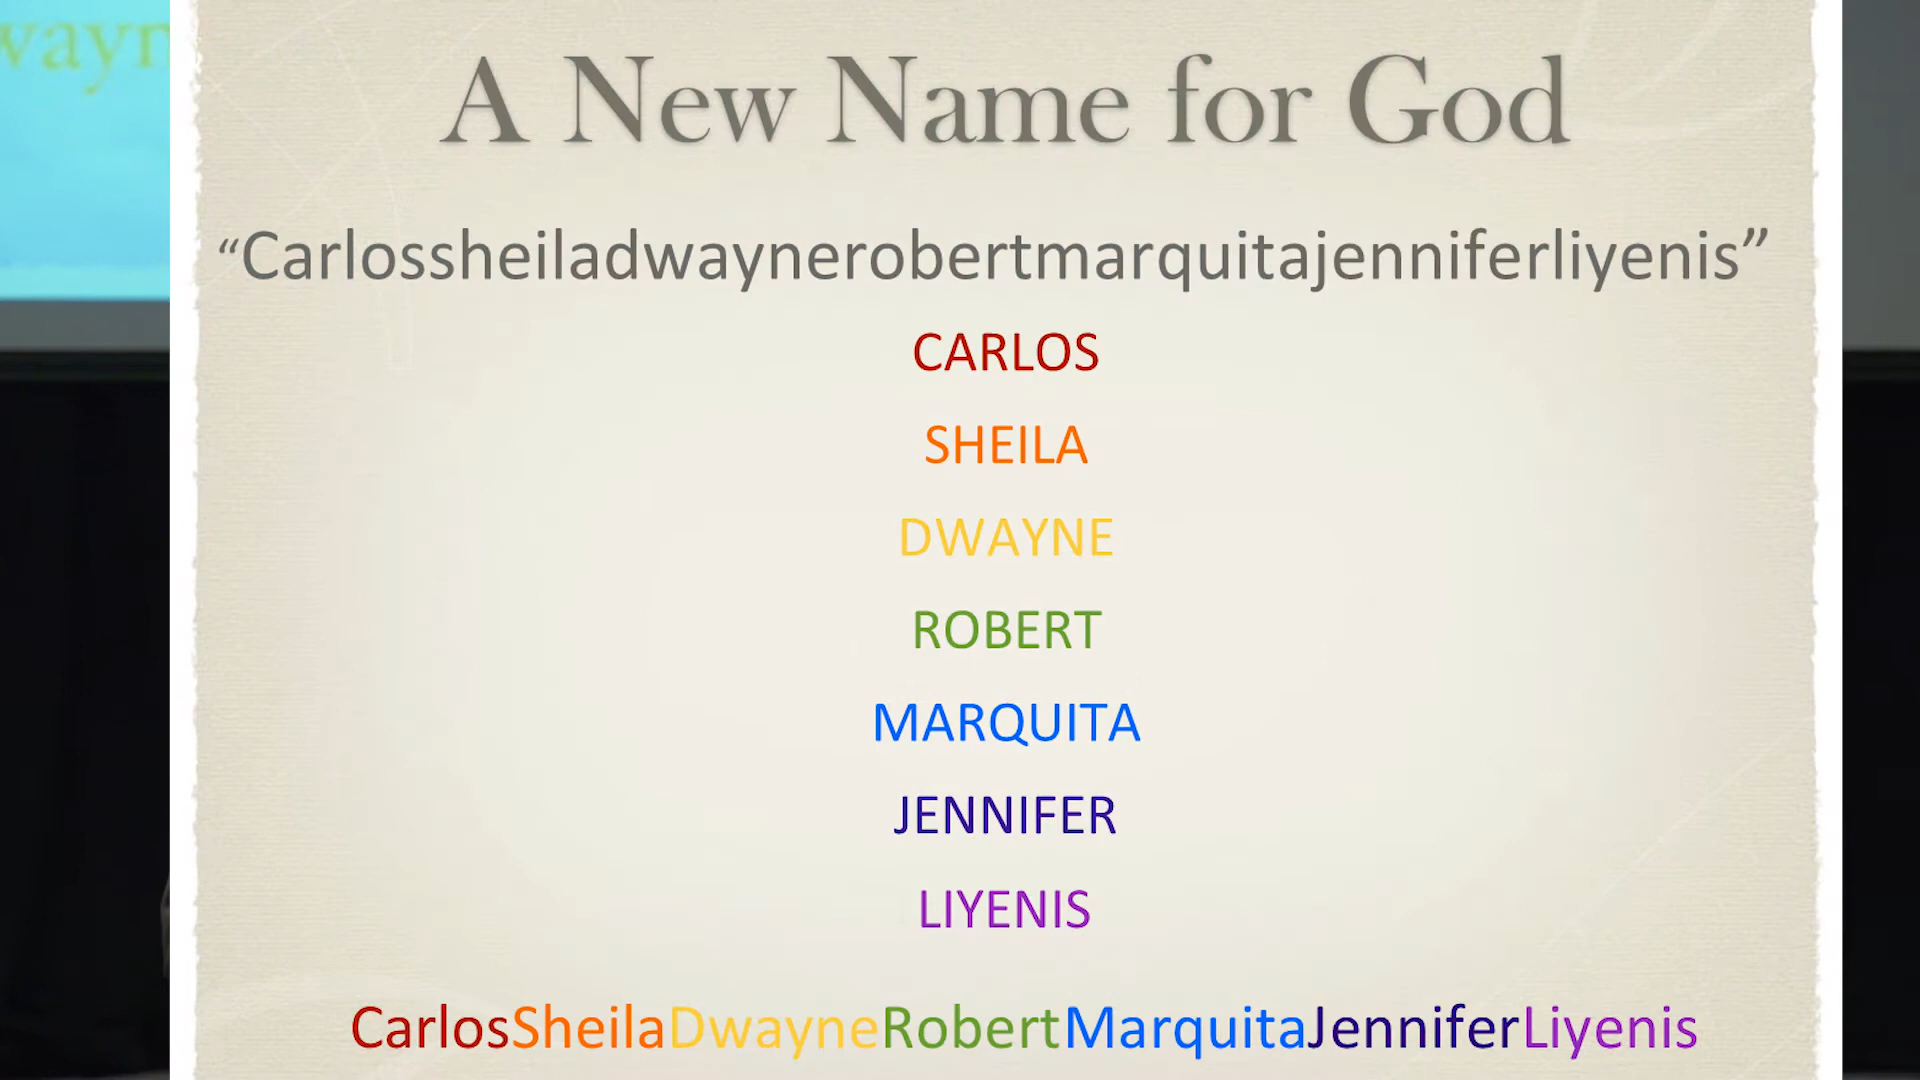 A New Name for God
“Carlossheiladwaynerobertmarquitajenniferliyenis”
CARLOS
SHEILA
DWAYNE
ROBERT
MARQUITA
JENNIFER
LIYENIS
CarlosSheilaDwayneRobertMarquitaJenniferLiyenis